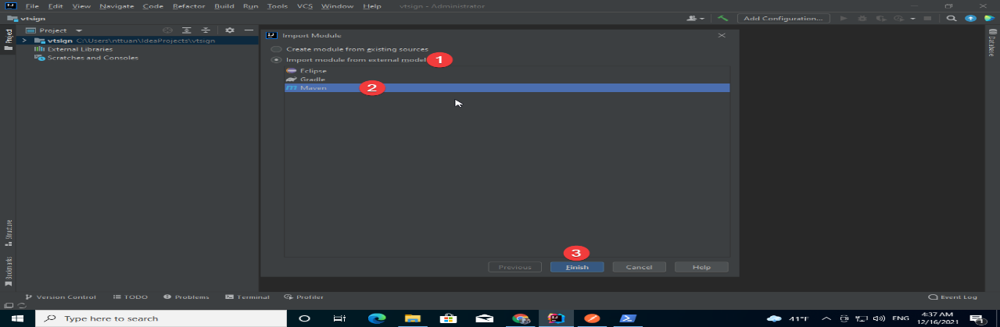 File Edit View Navigate Code Refactor Build Run Tools VCS Window Help vtsign - Administrator
vtsign
Add Configuration...
Project
Project
vtsign C:\Users\nttuan\IdeaProjects\vtsign
External Libraries
Scratches and Consoles
Import Module
Create module from existing sources
Import module from external model
1
Eclipse
Gradle
Maven
2
3
Previous Finish Cancel Help
Database
Structure
Bookmarks
Version Control TODO Problems Terminal Profiler Event Log
Type here to search
41°F ENG
4:37 AM
12/16/2021
1